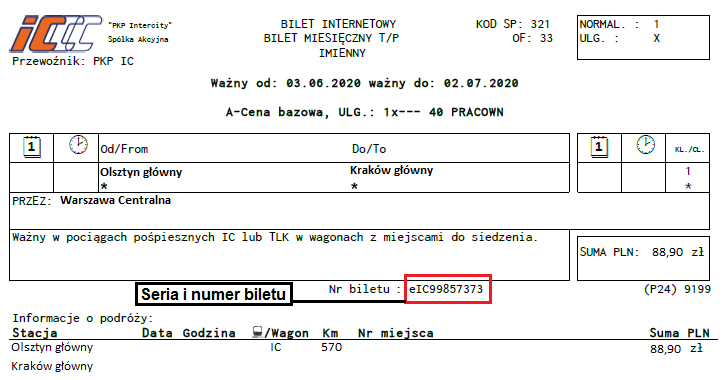 IC "PKP Intercity"
Spółka Akcyjna
Przewoźnik: PKP IC
BILET INTERNETOWY
BILET MIESIĘCZNY T/P
IMIENNY
KOD SP: 321
OF: 33
NORMAL. : 1
ULG. : X
Ważny od: 03.06.2020 ważny do: 02.07.2020
A-Cena bazowa, ULG.: 1x--- 40 PRACOWN
1 Od/From Do/To 1 KL./CL.
Olsztyn główny Kraków główny 1
* * *
PRZEZ: Warszawa Centralna
Ważny w pociągach pośpiesznych IC lub TLK w wagonach z miejscami do siedzenia.
SUMA PLN: 88,90 zł
Seria i numer biletu
Nr biletu : eIC99857373
(P24) 9199
Informacje o podróży:
Stacja Data Godzina /Wagon Km Nr miejsca Suma PLN
Olsztyn główny IC 570 88,90 zł
Kraków główny